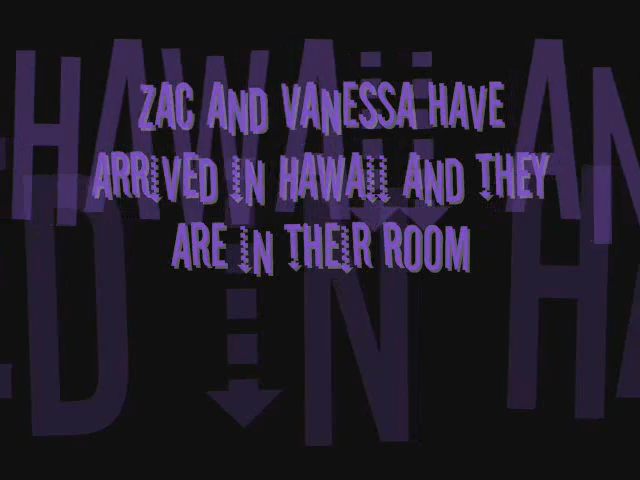 ZAC AND VANESSA HAVE
ARRIVED IN HAWAII AND THEY
ARE IN THEIR ROOM